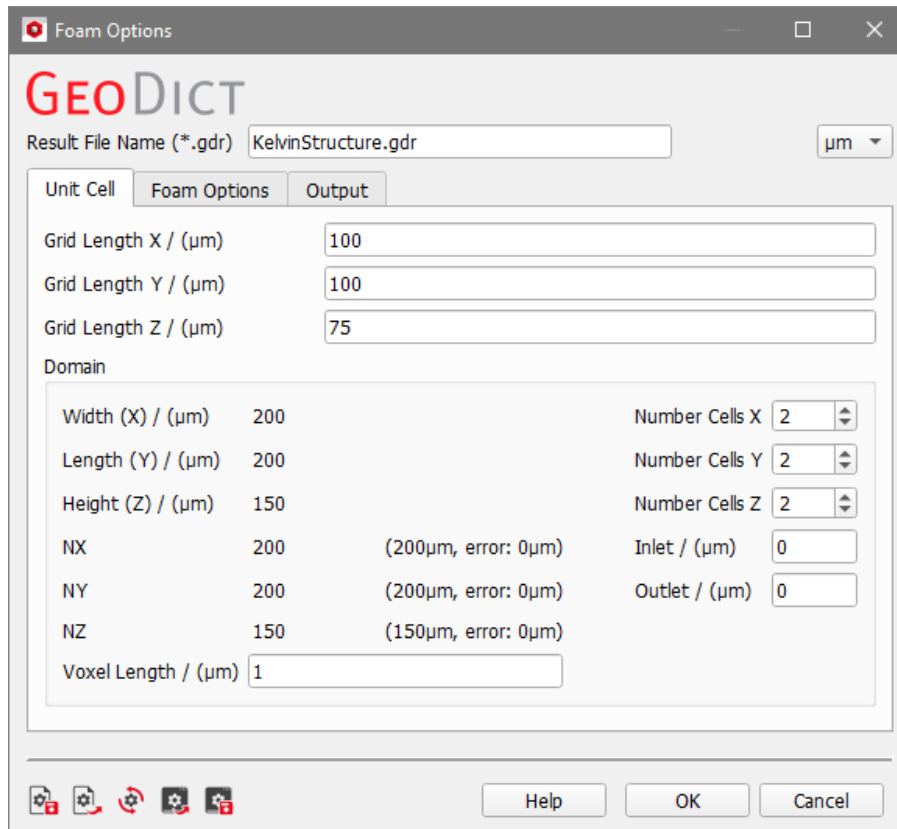 Foam Options
GEODICT
Result File Name (*.gdr) KelvinStructure.gdr µm
Unit Cell Foam Options Output
Grid Length X / (µm) 100
Grid Length Y / (µm) 100
Grid Length Z / (µm) 75
Domain
Width (X) / (µm) 200 Number Cells X 2
Length (Y) / (µm) 200 Number Cells Y 2
Height (Z) / (µm) 150 Number Cells Z 2
NX 200 (200µm, error: 0µm) Inlet / (µm) 0
NY 200 (200µm, error: 0µm) Outlet / (µm) 0
NZ 150 (150µm, error: 0µm)
Voxel Length / (µm) 1
Help OK Cancel